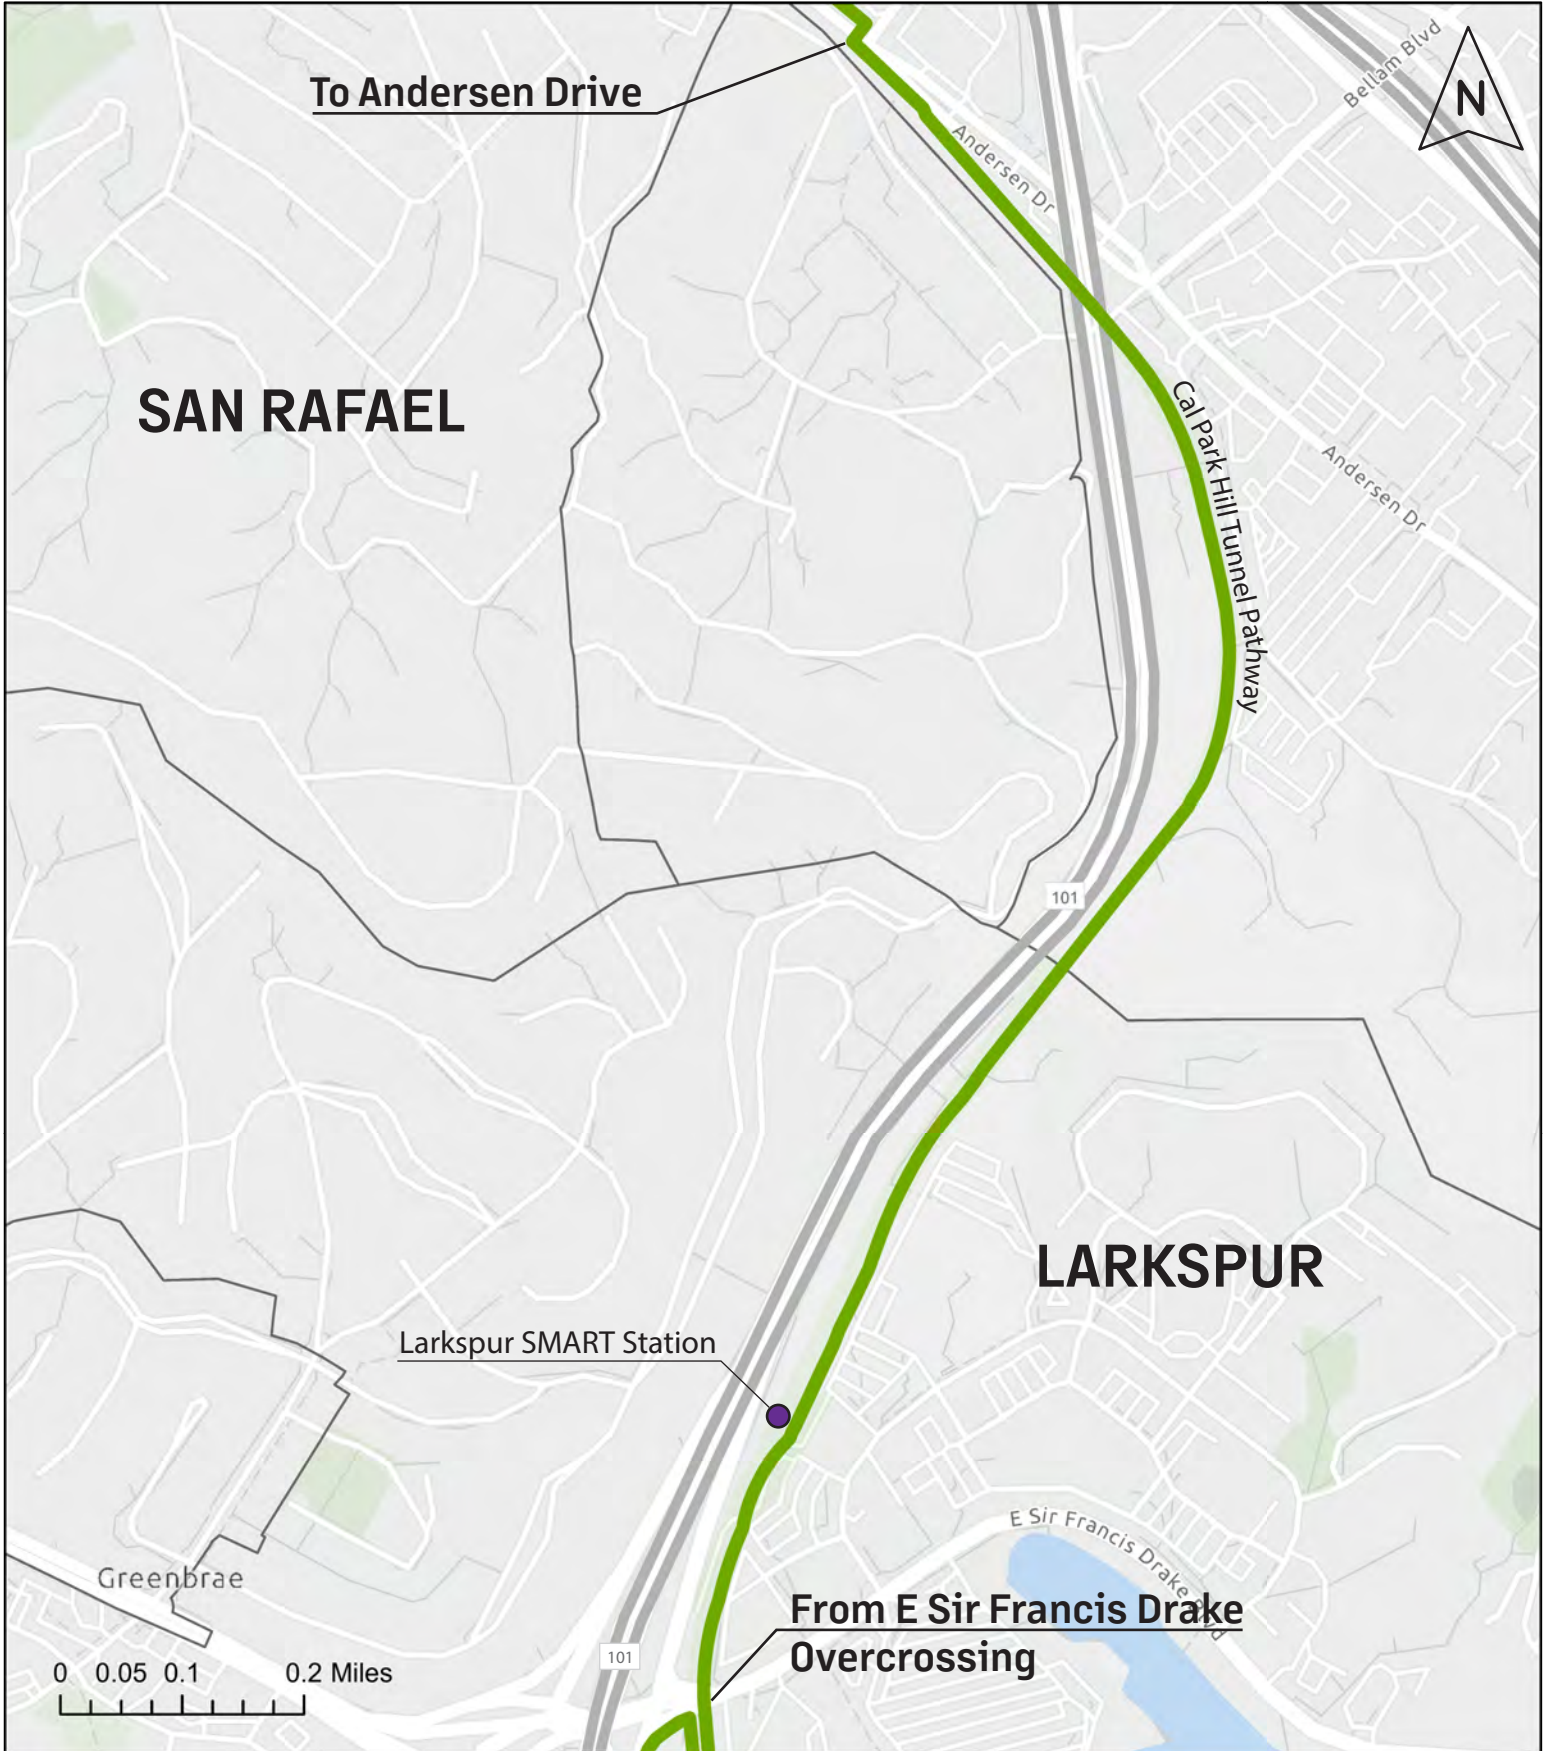 Bellam Blvd
N
To Andersen Drive
Andersen Dr
SAN RAFAEL
Cal Park Hill Tunnel Pathway
Andersen Dr
101
LARKSPUR
Larkspur SMART Station
E Sir Francis Drake Blvd
Greenbrae
From E Sir Francis Drake
Overcrossing
101
0 0.05 0.1 0.2 Miles